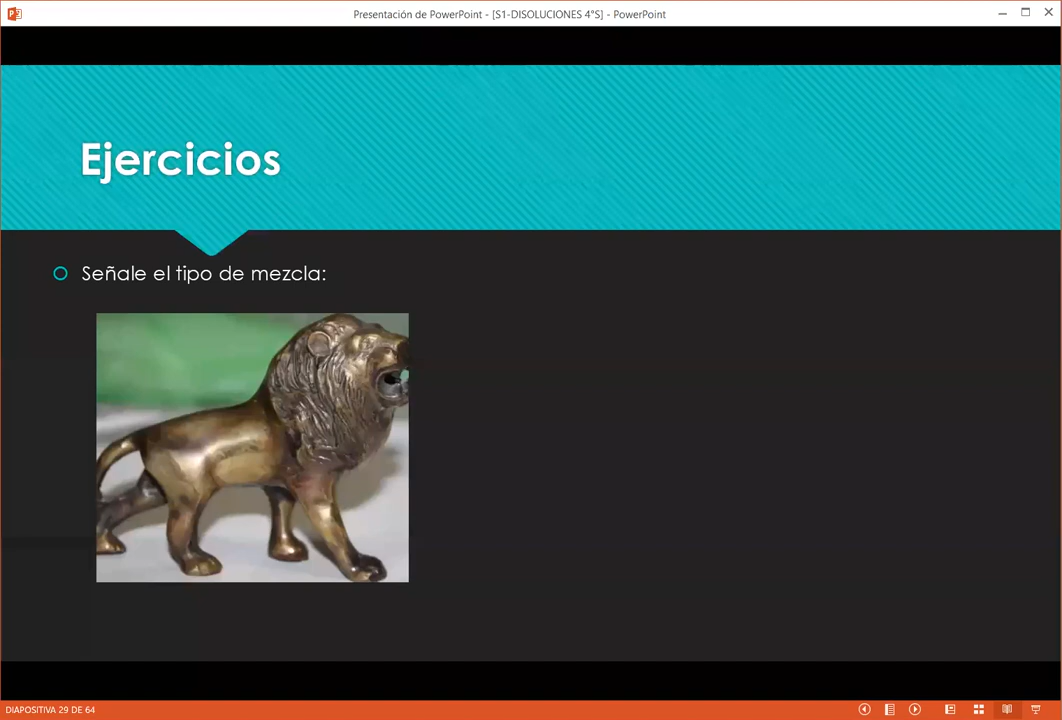 Presentación de PowerPoint - [S1-DISOLUCIONES 4°S] - PowerPoint
Ejercicios
Señale el tipo de mezcla:
DIAPOSITIVA 29 DE 64